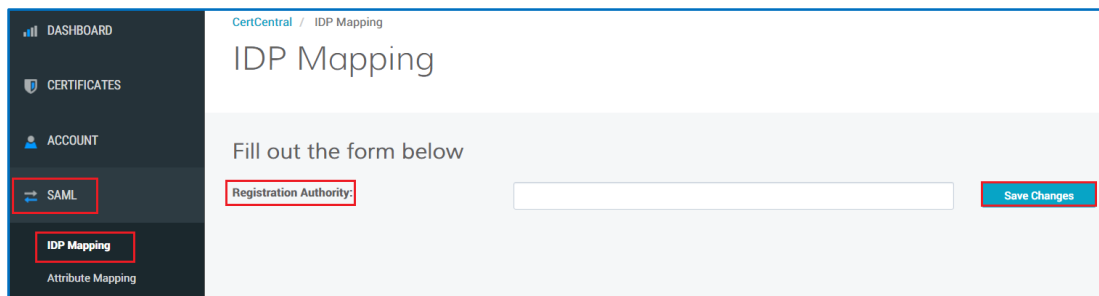 DASHBOARD
CERTIFICATES
ACCOUNT
SAML
IDP Mapping
Attribute Mapping
CertCentral / IDP Mapping
IDP Mapping
Fill out the form below
Registration Authority:
Save Changes